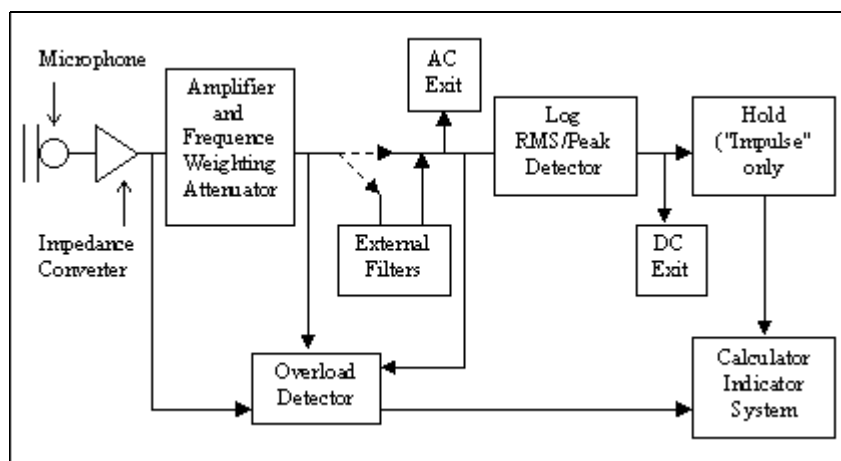 Microphone
Amplifier
and
Frequence
Weighting
Attenuator
AC
Exit
Log
RMS/Peak
Detector
Hold
("Impulse"
only
Impedance
Converter
External
Filters
DC
Exit
Overload
Detector
Calculator
Indicator
System